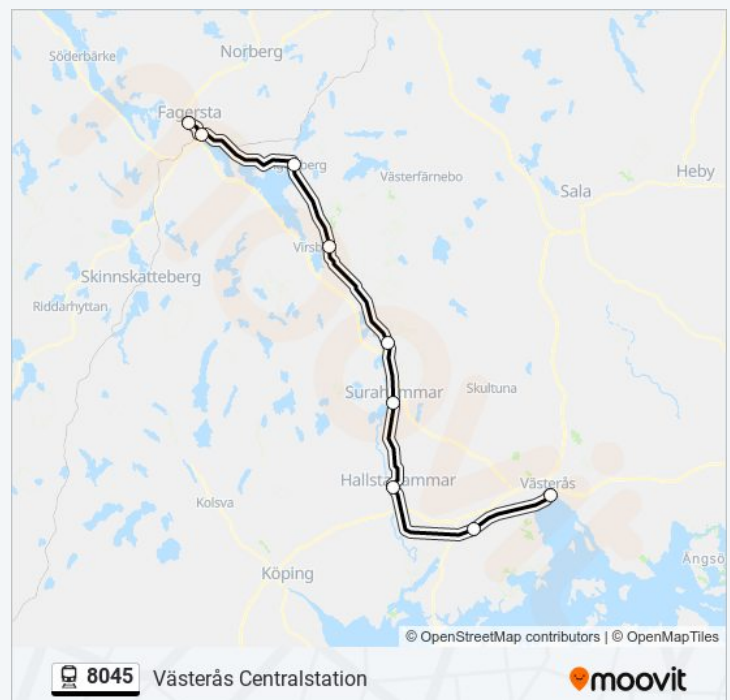 Norberg
Söderbärke
Fagersta
Heby
Västerfärnebo
Sala
Virsb
Skinnskatteberg
Riddarhyttan
Skultuna
Surahammar
Hallstahammar
Västerås
Kolsva
Ängsö
Köping
© OpenStreetMap contributors | © OpenMapTiles
8045 Västerås Centralstation
moovit